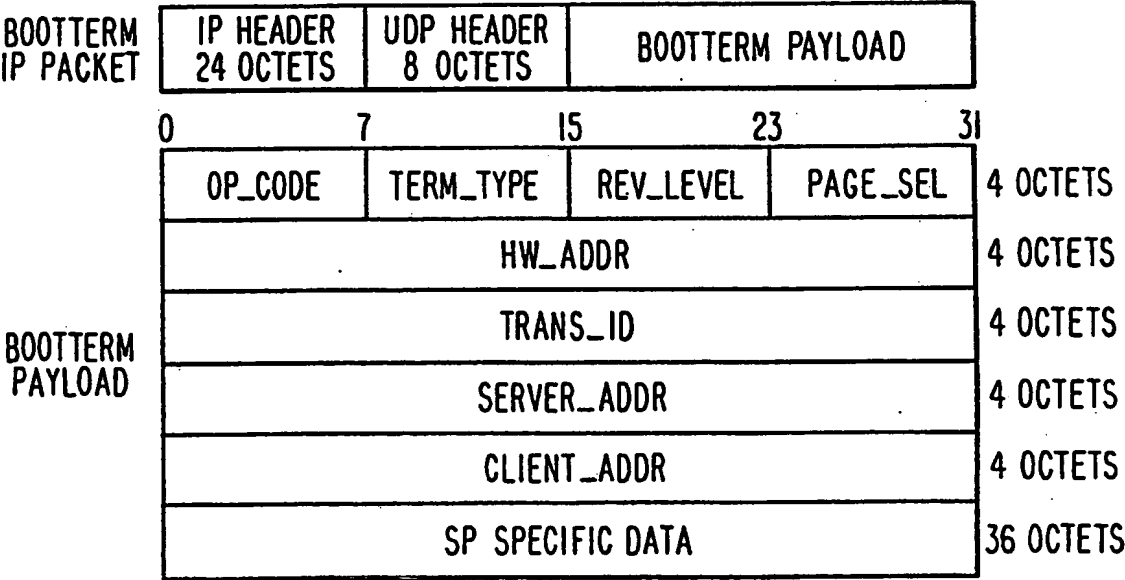 BOOTTERM IP PACKET
IP HEADER 24 OCTETS
UDP HEADER 8 OCTETS
BOOTTERM PAYLOAD
0 7 15 23 31
OP_CODE TERM_TYPE REV_LEVEL PAGE_SEL 4 OCTETS
HW_ADDR 4 OCTETS
TRANS_ID 4 OCTETS
BOOTTERM PAYLOAD
SERVER_ADDR 4 OCTETS
CLIENT_ADDR 4 OCTETS
SP SPECIFIC DATA 36 OCTETS